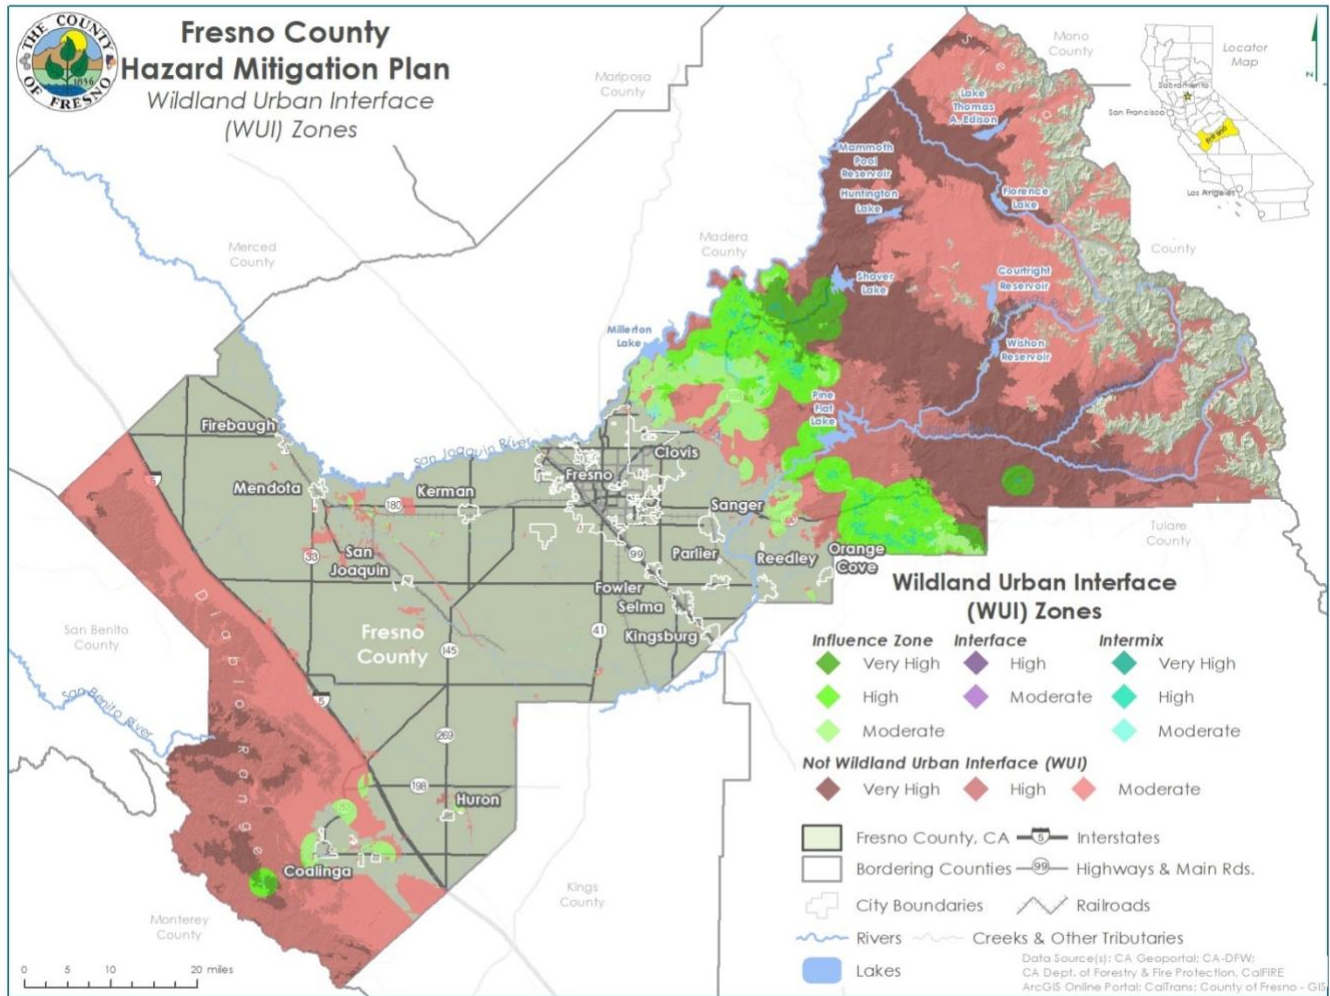 THE COUNTY OF FRESNO
1856
Fresno County
Hazard Mitigation Plan
Wildland Urban Interface
(WUI) Zones
Mono
County
Locator
Map
N
Sacramento
San Francisco
Fresno
Los Angeles
Mariposa
County
Lake
Thomas
A. Edison
Mammoth
Pool
Reservoir
Huntington
Lake
Florence
Lake
Merced
County
Madera
County
County
Shaver
Lake
Courtright
Reservoir
Millerton
Lake
Wishon
Reservoir
Pine
Flat
Lake
Firebaugh
San Joaquin River
Clovis
Fresno
5
Mendota
Kerman
180
Sanger
Tulare
County
33
San
Joaquin
99
Parlier
Reedley
Orange
Cove
Fowler
Selma
Kingsburg
41
Diablo Range
San Benito
County
Fresno
County
145
San Benito River
5
269
198
Huron
Coalinga
Kings
County
Monterey
County
0 5 10 20 miles
Wildland Urban Interface
(WUI) Zones
Influence Zone Interface Intermix
Very High High Very High
High Moderate High
Moderate Moderate
Not Wildland Urban Interface (WUI)
Very High High Moderate
Fresno County, CA 5 Interstates
Bordering Counties 99 Highways & Main Rds.
City Boundaries Railroads
Rivers Creeks & Other Tributaries
Lakes
Data Source(s): CA Geoportal; CA-DFW;
CA Dept. of Forestry & Fire Protection, CalFIRE
ArcGIS Online Portal; CalTrans; County of Fresno - GIS